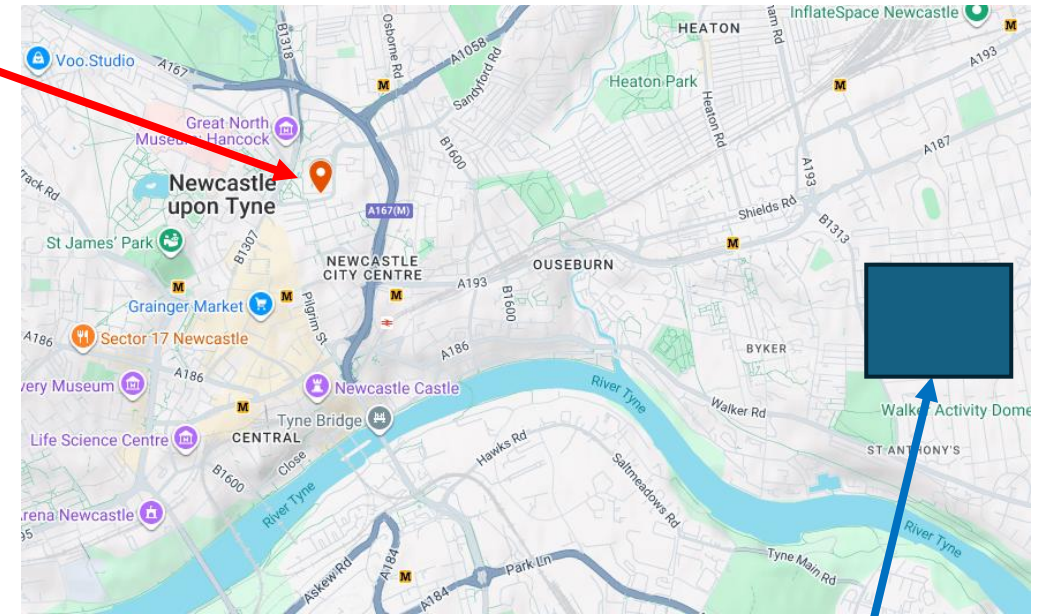 InflateSpace Newcastle
M
HEATON
B1318
Osborne Rd
A1058
A193
Voo.Studio
A167
M
Sandyford Rd
Heaton Park
M
Heaton Rd
Great North
Museum: Hancock
B1600
A187
A193
Newcastle
upon Tyne
A167(M)
Shields Rd
B1313
St James' Park
B1307
M
NEWCASTLE
CITY CENTRE
OUSEBURN
M
A193
M
Grainger Market
M
M
Pilgrim St
B1600
A186
Sector 17 Newcastle
A186
BYKER
A186
very Museum
Newcastle Castle
River Tyne
M
Tyne Bridge
Walker Rd
Walker Activity Dome
Life Science Centre
CENTRAL
Close
Hawks Rd
ST ANTHONY'S
B1600
Saltmeadows Rd
River Tyne
rena Newcastle
River Tyne
Tyne Main Rd
Askew Rd
A184
M
Park Ln
A184